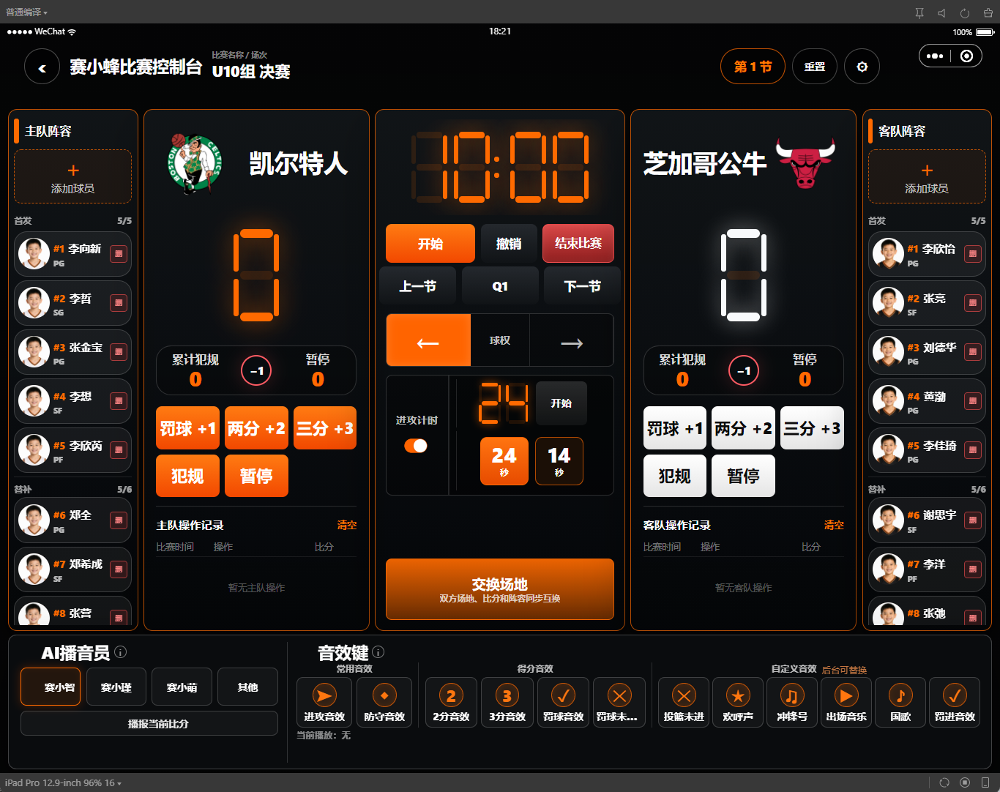 普通编译
WeChat
18:21
100%
赛小蜂比赛控制台
比赛名称 / 场次
U10组 决赛
第 1 节
重置
主队阵容
添加球员
首发 5/5
#1 李向新
PG
删
#2 李哲
SG
删
#3 张金宝
PG
删
#4 李想
SF
删
#5 李欣芮
PF
删
替补 5/6
#6 郑全
PG
删
#7 郑希成
SF
删
#8 张营
删
BOSTON CELTICS
凯尔特人
0
累计犯规
0
−1
暂停
0
罚球 +1
两分 +2
三分 +3
犯规
暂停
主队操作记录
清空
比赛时间 操作 比分
暂无主队操作
10:00
开始
撤销
结束比赛
上一节
Q1
下一节
←
球权
→
进攻计时
24
开始
24
秒
14
秒
交换场地
双方场地、比分和阵容同步互换
芝加哥公牛
0
累计犯规
0
−1
暂停
0
罚球 +1
两分 +2
三分 +3
犯规
暂停
客队操作记录
清空
比赛时间 操作 比分
暂无客队操作
客队阵容
添加球员
首发 5/5
#1 李欣怡
PG
删
#2 张亮
SF
删
#3 刘德华
PG
删
#4 黄渤
PG
删
#5 李佳琦
PG
删
替补 5/6
#6 谢思宇
SF
删
#7 李洋
PF
删
#8 张弛
删
AI播音员
赛小智
赛小瑾
赛小萌
其他
播报当前比分
音效键
常用音效
进攻音效
防守音效
当前播放：无
得分音效
2
2分音效
3
3分音效
罚球音效
罚球未...
自定义音效 后台可替换
投篮未进
欢呼声
冲锋号
出场音乐
国歌
罚进音效
iPad Pro 12.9-inch 96% 16